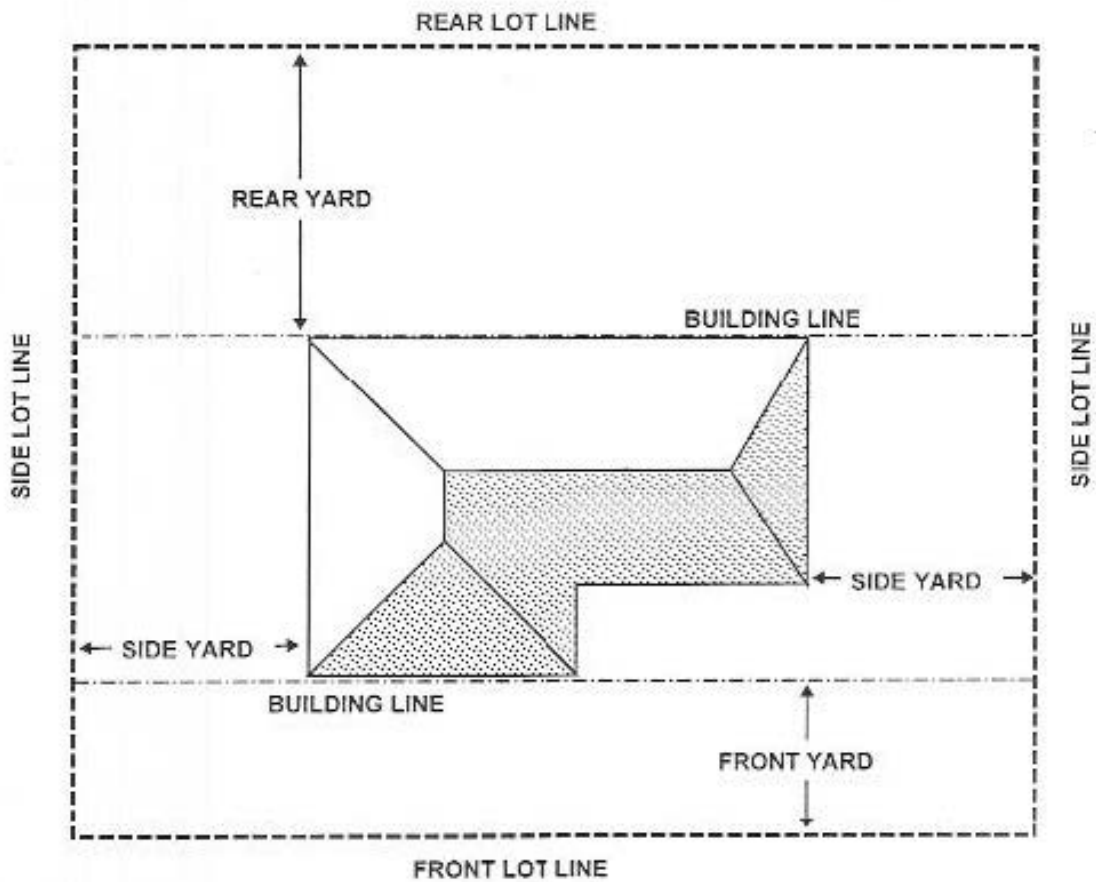 REAR LOT LINE
REAR YARD
BUILDING LINE
SIDE LOT LINE
SIDE LOT LINE
SIDE YARD
SIDE YARD
BUILDING LINE
FRONT YARD
FRONT LOT LINE